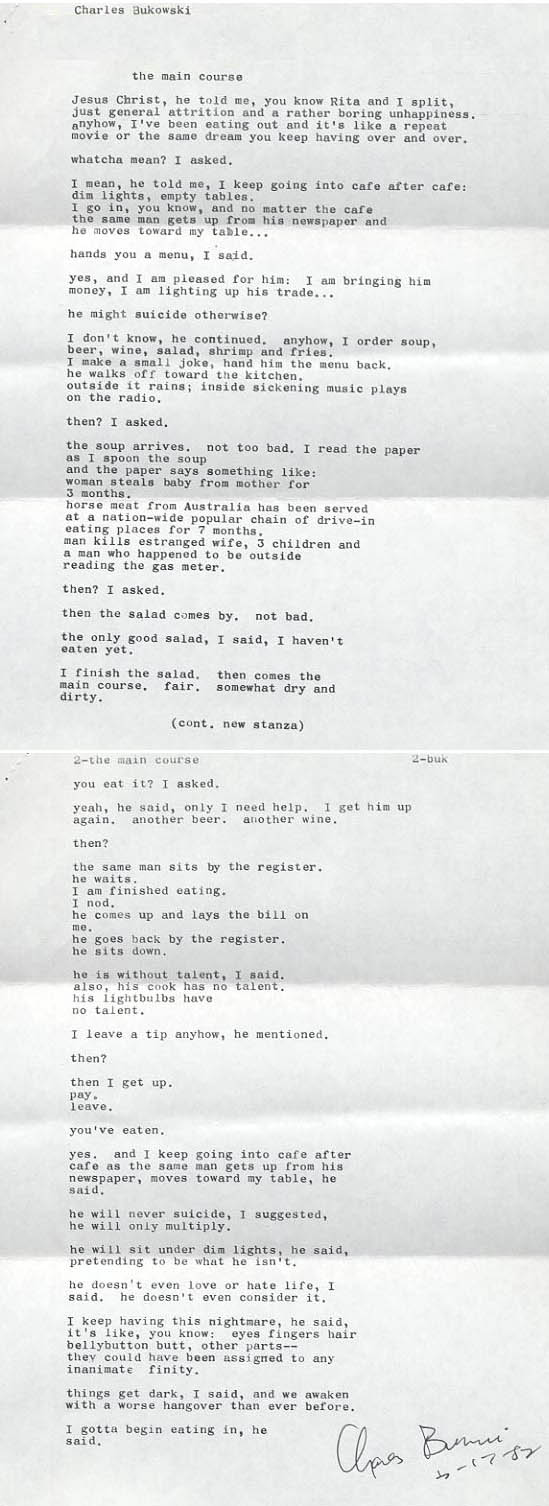 Charles Bukowski
the main course
Jesus Christ, he told me, you know Rita and I split,
just general attrition and a rather boring unhappiness.
anyhow, I've been eating out and it's like a repeat
movie or the same dream you keep having over and over.
whatcha mean? I asked.
I mean, he told me, I keep going into cafe after cafe:
dim lights, empty tables.
I go in, you know, and no matter the cafe
the same man gets up from his newspaper and
he moves toward my table...
hands you a menu, I said.
yes, and I am pleased for him: I am bringing him
money, I am lighting up his trade...
he might suicide otherwise?
I don't know, he continued. anyhow, I order soup,
beer, wine, salad, shrimp and fries.
I make a small joke, hand him the menu back.
he walks off toward the kitchen.
outside it rains; inside sickening music plays
on the radio.
then? I asked.
the soup arrives. not too bad. I read the paper
as I spoon the soup
and the paper says something like:
woman steals baby from mother for
3 months.
horse meat from Australia has been served
at a nation-wide popular chain of drive-in
eating places for 7 months.
man kills estranged wife, 3 children and
a man who happened to be outside
reading the gas meter.
then? I asked.
then the salad comes by. not bad.
the only good salad, I said, I haven't
eaten yet.
I finish the salad. then comes the
main course. fair. somewhat dry and
dirty.
(cont. new stanza)
2-the main course 2-buk
you eat it? I asked.
yeah, he said, only I need help. I get him up
again. another beer. another wine.
then?
the same man sits by the register.
he waits.
I am finished eating.
I nod.
he comes up and lays the bill on
me.
he goes back by the register.
he sits down.
he is without talent, I said.
also, his cook has no talent.
his lightbulbs have
no talent.
I leave a tip anyhow, he mentioned.
then?
then I get up.
pay.
leave.
you've eaten.
yes. and I keep going into cafe after
cafe as the same man gets up from his
newspaper, moves toward my table, he
said.
he will never suicide, I suggested,
he will only multiply.
he will sit under dim lights, he said,
pretending to be what he isn't.
he doesn't even love or hate life, I
said. he doesn't even consider it.
I keep having this nightmare, he said,
it's like, you know: eyes fingers hair
bellybutton butt, other parts--
they could have been assigned to any
inanimate finity.
things get dark, I said, and we awaken
with a worse hangover than ever before.
I gotta begin eating in, he
said.
-17-82